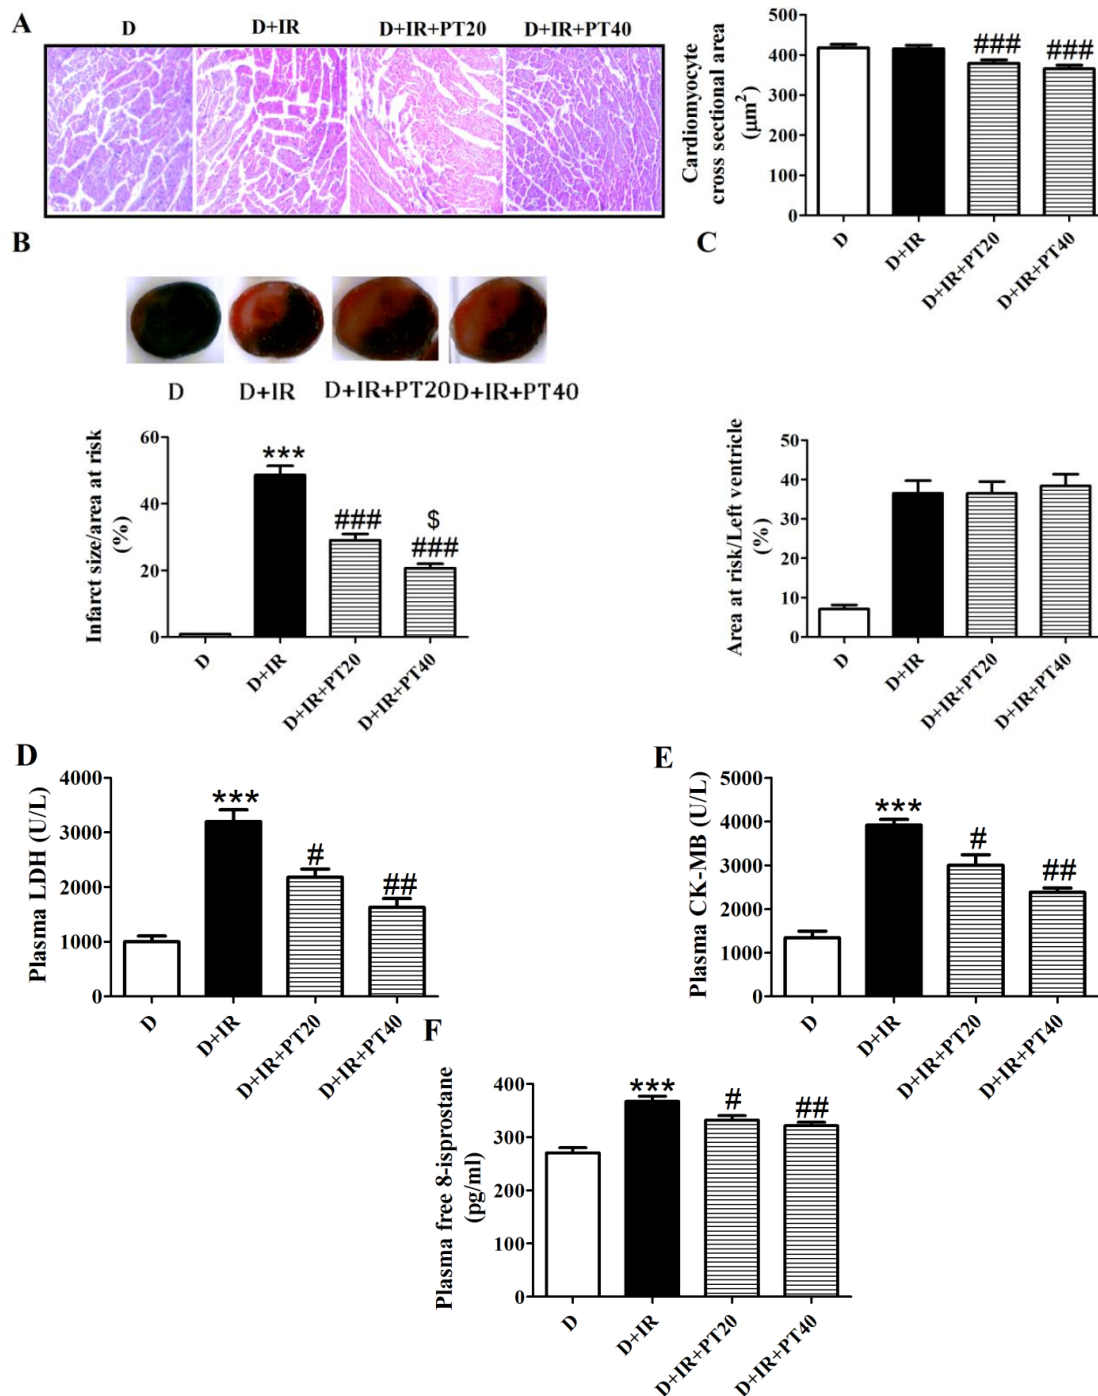 A
D D+IR D+IR+PT20 D+IR+PT40
Cardiomyocyte
cross sectional area
(µm²)
500
400
300
200
100
0
### ###
D D+IR D+IR+PT20 D+IR+PT40
B
D D+IR D+IR+PT20 D+IR+PT40
Infarct size/area at risk
(%)
60
40
20
0
*** ### $ ###
D D+IR D+IR+PT20 D+IR+PT40
C
Area at risk/Left ventricle
(%)
50
40
30
20
10
0
D D+IR D+IR+PT20 D+IR+PT40
D
Plasma LDH (U/L)
4000
3000
2000
1000
0
*** # ##
D D+IR D+IR+PT20 D+IR+PT40
E
Plasma CK-MB (U/L)
5000
4000
3000
2000
1000
0
*** # ##
D D+IR D+IR+PT20 D+IR+PT40
F
Plasma free 8-isprostane
(pg/ml)
400
300
200
100
0
*** # ##
D D+IR D+IR+PT20 D+IR+PT40